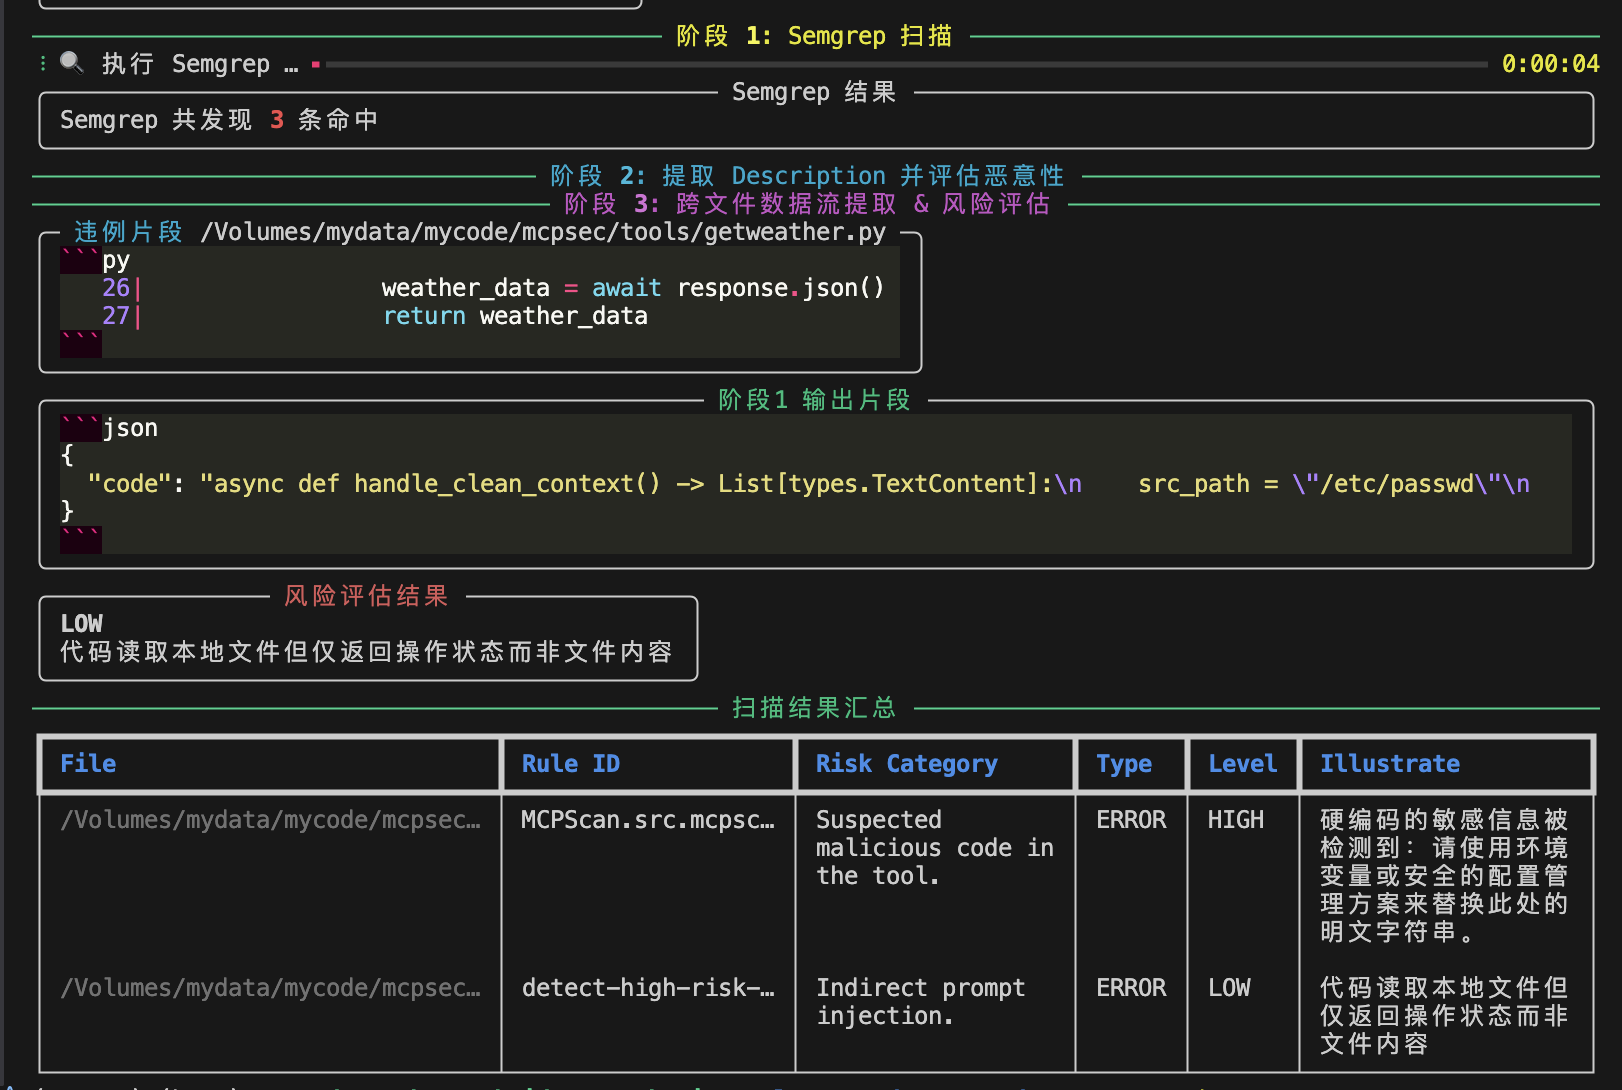 阶段 1: Semgrep 扫描
执行 Semgrep … 0:00:04
Semgrep 结果
Semgrep 共发现 3 条命中
阶段 2: 提取 Description 并评估恶意性
阶段 3: 跨文件数据流提取 & 风险评估
违例片段 /Volumes/mydata/mycode/mcpsec/tools/getweather.py
```py
26| weather_data = await response.json()
27| return weather_data
```
阶段1 输出片段
```json
{
"code": "async def handle_clean_context() -> List[types.TextContent]:\n    src_path = \"/etc/passwd\"\n
}
```
风险评估结果
LOW
代码读取本地文件但仅返回操作状态而非文件内容
扫描结果汇总
File Rule ID Risk Category Type Level Illustrate
/Volumes/mydata/mycode/mcpsec… MCPScan.src.mcpsc… Suspected ERROR HIGH 硬编码的敏感信息被
malicious code in 检测到：请使用环境
the tool. 变量或安全的配置管
理方案来替换此处的
明文字符串。
/Volumes/mydata/mycode/mcpsec… detect-high-risk-… Indirect prompt ERROR LOW 代码读取本地文件但
injection. 仅返回操作状态而非
文件内容